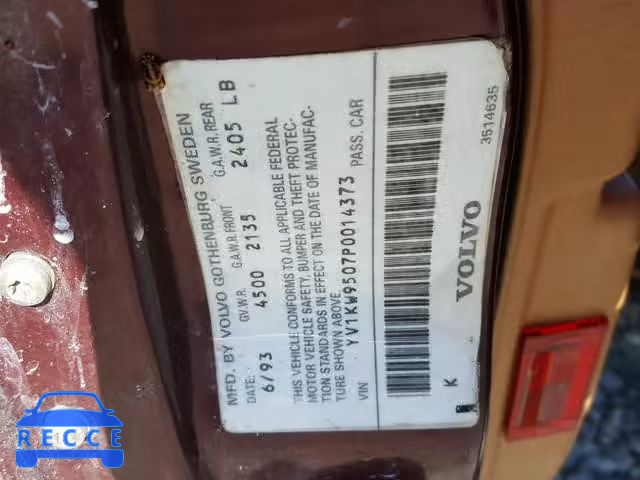 MFD. BY VOLVO GOTHENBURG SWEDEN
DATE: G.V.W.R. G.A.W.R. FRONT G.A.W.R. REAR
6/93 4500 2135 2405 LB
THIS VEHICLE CONFORMS TO ALL APPLICABLE FEDERAL
MOTOR VEHICLE SAFETY, BUMPER AND THEFT PROTEC-
TION STANDARDS IN EFFECT ON THE DATE OF MANUFAC-
TURE SHOWN ABOVE.
VIN YV1KW9507P0014373 PASS. CAR
K
VOLVO
3514635
RECCE